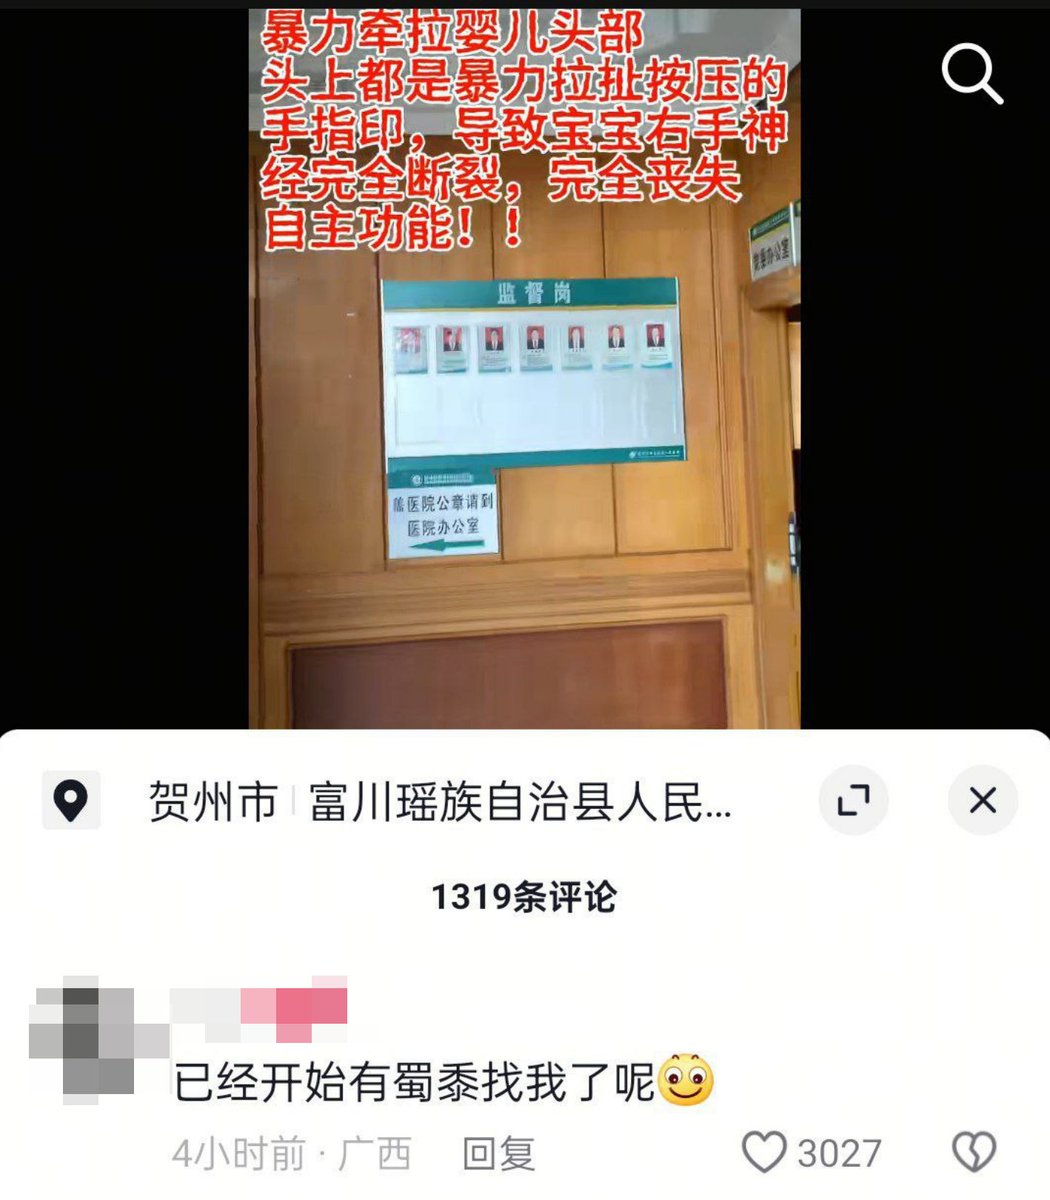 暴力牵拉婴儿头部
头上都是暴力拉扯按压的
手指印，导致宝宝右手神
经完全断裂，完全丧失
自主功能！！
监督岗
盖医院公章请到
医院办公室
贺州市 富川瑶族自治县人民...
1319条评论
已经开始有蜀黍找我了呢
4小时前 · 广西 回复 3027